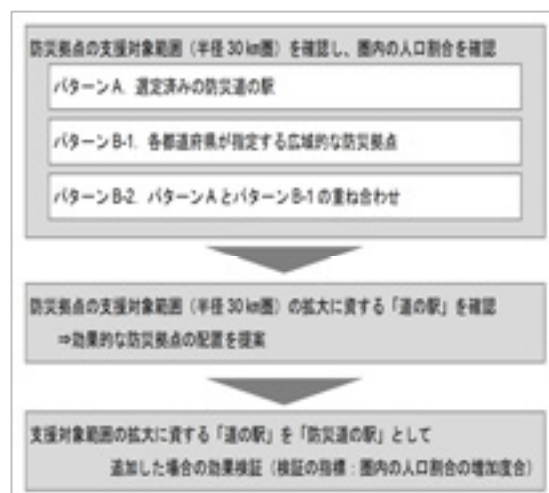 防災拠点の支援対象範囲（半径 30 ㎞圏）を確認し、圏内の人口割合を確認
パターン A．選定済みの防災道の駅
パターン B-1．各都道府県が指定する広域的な防災拠点
パターン B-2．パターン A とパターン B-1 の重ね合わせ
防災拠点の支援対象範囲（半径 30 ㎞圏）の拡大に資する「道の駅」を確認
⇒効果的な防災拠点の配置を提案
支援対象範囲の拡大に資する「道の駅」を「防災道の駅」として
追加した場合の効果検証（検証の指標：圏内の人口割合の増加度合）